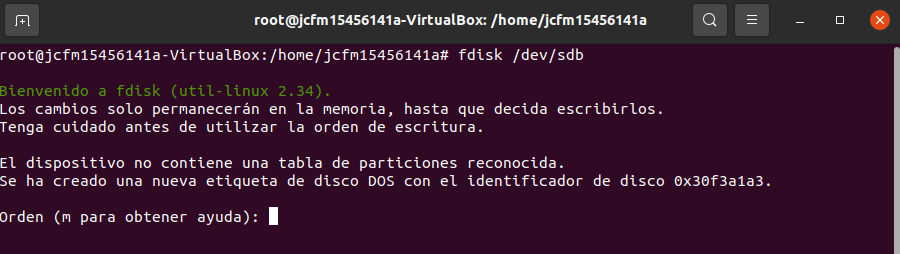 root@jcfm15456141a-VirtualBox: /home/jcfm15456141a
root@jcfm15456141a-VirtualBox:/home/jcfm15456141a# fdisk /dev/sdb
Bienvenido a fdisk (util-linux 2.34).
Los cambios solo permanecerán en la memoria, hasta que decida escribirlos.
Tenga cuidado antes de utilizar la orden de escritura.
El dispositivo no contiene una tabla de particiones reconocida.
Se ha creado una nueva etiqueta de disco DOS con el identificador de disco 0x30f3a1a3.
Orden (m para obtener ayuda):